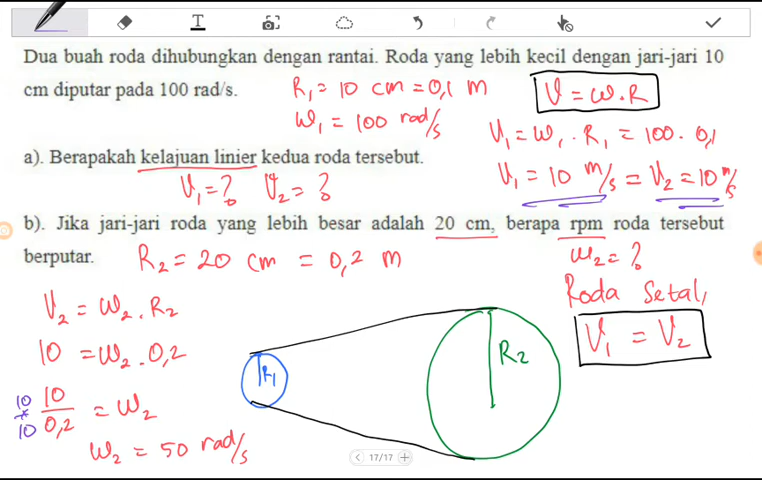 T
Dua buah roda dihubungkan dengan rantai. Roda yang lebih kecil dengan jari-jari 10
cm diputar pada 100 rad/s.
R₁ = 10 cm = 0,1 m
ω₁ = 100 rad/s
V = ω.R
V₁ = ω₁ . R₁ = 100 . 0,1
V₁ = 10 m/s = V₂ = 10 m/s
a). Berapakah kelajuan linier kedua roda tersebut.
V₁ = ? V₂ = ?
b). Jika jari-jari roda yang lebih besar adalah 20 cm, berapa rpm roda tersebut
berputar.
R₂ = 20 cm = 0,2 m
ω₂ = ?
Roda Setali
V₁ = V₂
V₂ = ω₂ . R₂
10 = ω₂ . 0,2
10/10 × 10/0,2 = ω₂
ω₂ = 50 rad/s
R₁
R₂
17/17